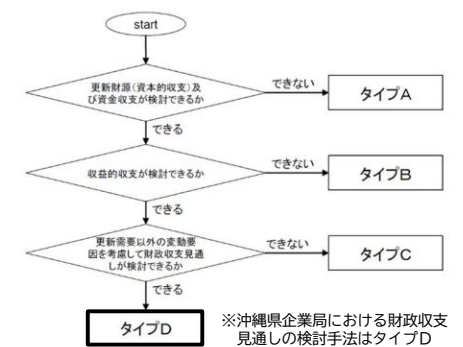 start
更新財源(資本的収支)及
び資金収支が検討できるか
できない
タイプA
できる
収益的収支が検討できるか
できない
タイプB
できる
更新需要以外の変動要
因を考慮して財政収支見通
しが検討できるか
できない
タイプC
できる
タイプD
※沖縄県企業局における財政収支
見通しの検討手法はタイプD